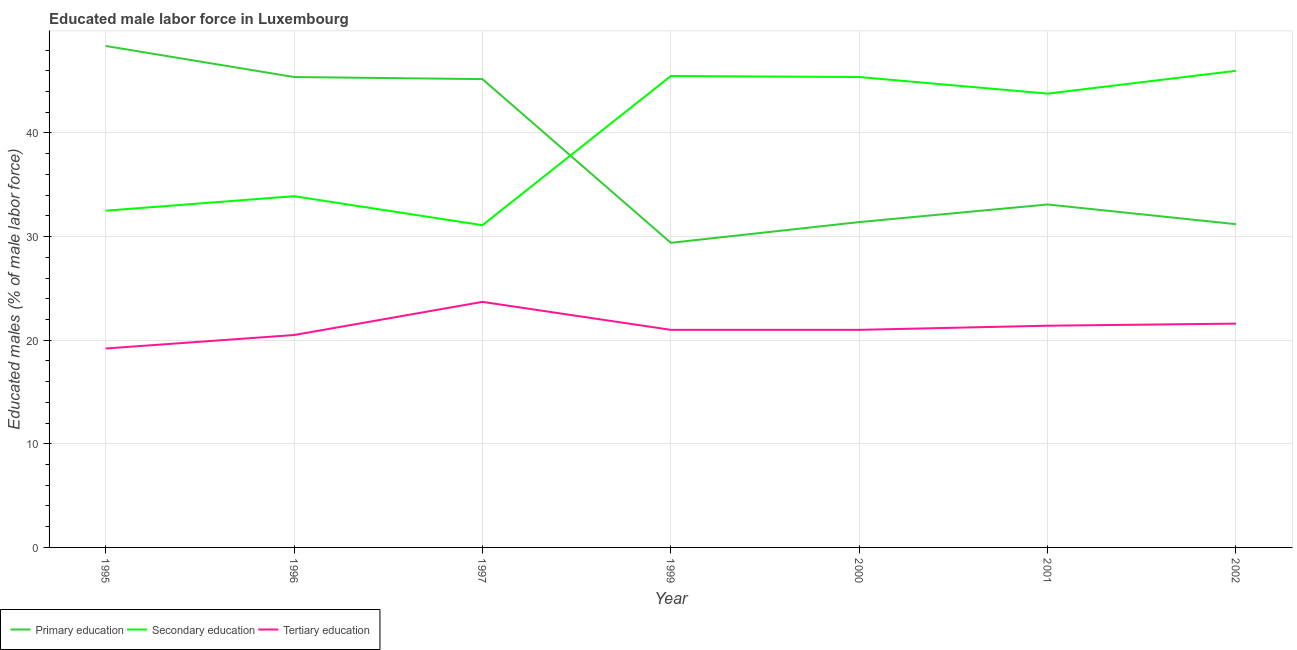 Educated male labor force in Luxembourg
Educated males (% of male labor force)
40
30
20
10
0
1995
1996
1997
1999
2000
2001
2002
Year
Primary education
Secondary education
Tertiary education